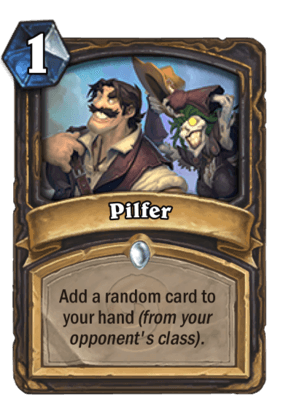 1
Pilfer
Add a random card to
your hand (from your
opponent's class).